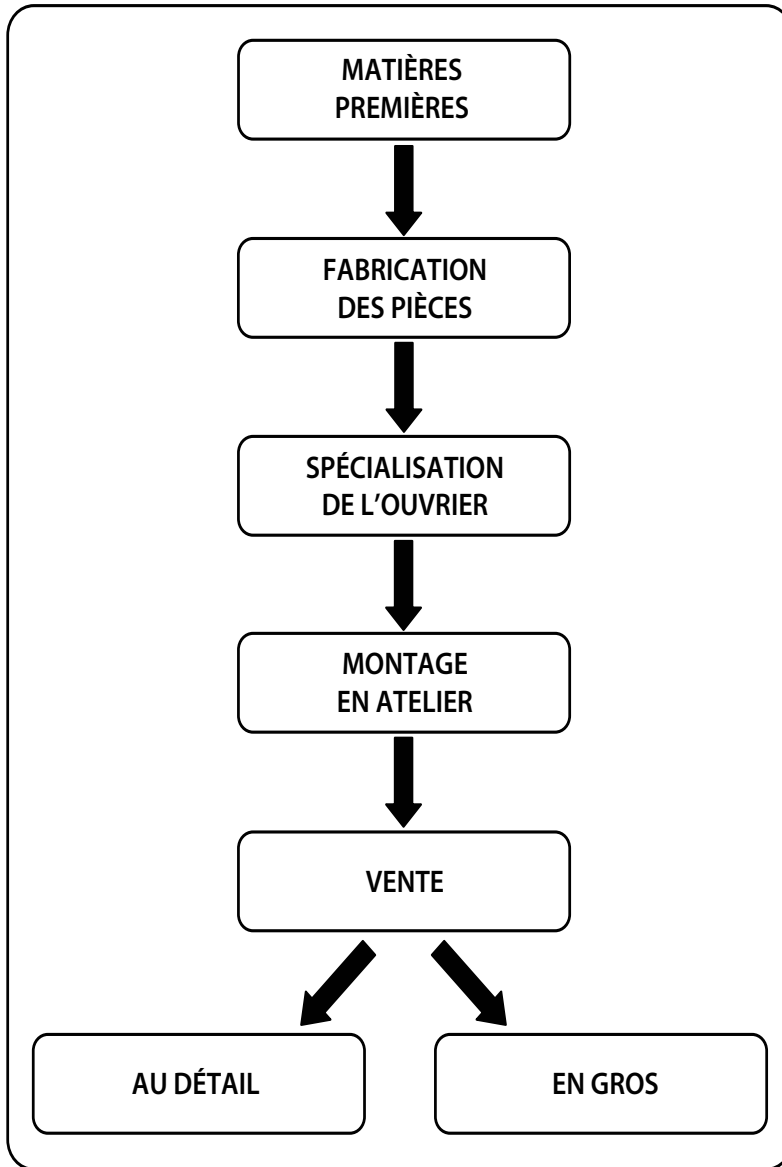 MATIÈRES
PREMIÈRES
FABRICATION
DES PIÈCES
SPÉCIALISATION
DE L’OUVRIER
MONTAGE
EN ATELIER
VENTE
AU DÉTAIL
EN GROS